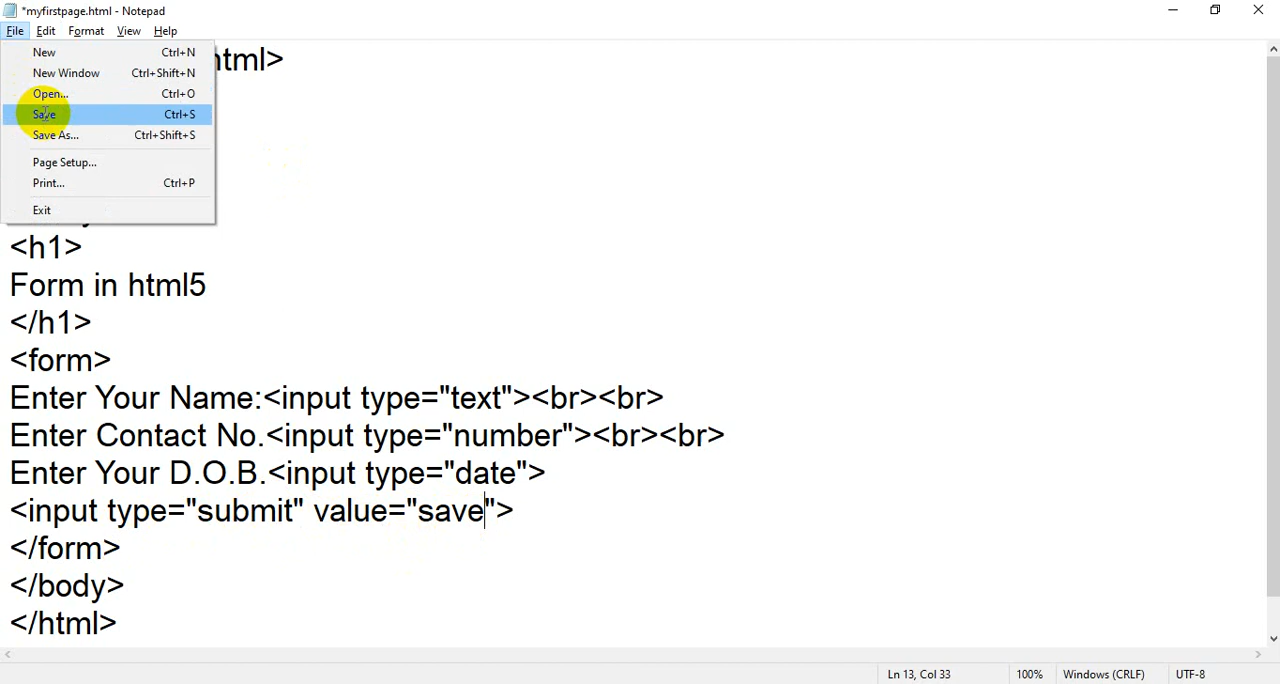 *myfirstpage.html - Notepad
File Edit Format View Help
New Ctrl+N
New Window Ctrl+Shift+N
Open... Ctrl+O
Save Ctrl+S
Save As... Ctrl+Shift+S
Page Setup...
Print... Ctrl+P
Exit
html>
<h1>
Form in html5
</h1>
<form>
Enter Your Name:<input type="text"><br><br>
Enter Contact No.<input type="number"><br><br>
Enter Your D.O.B.<input type="date">
<input type="submit" value="save">
</form>
</body>
</html>
Ln 13, Col 33 100% Windows (CRLF) UTF-8